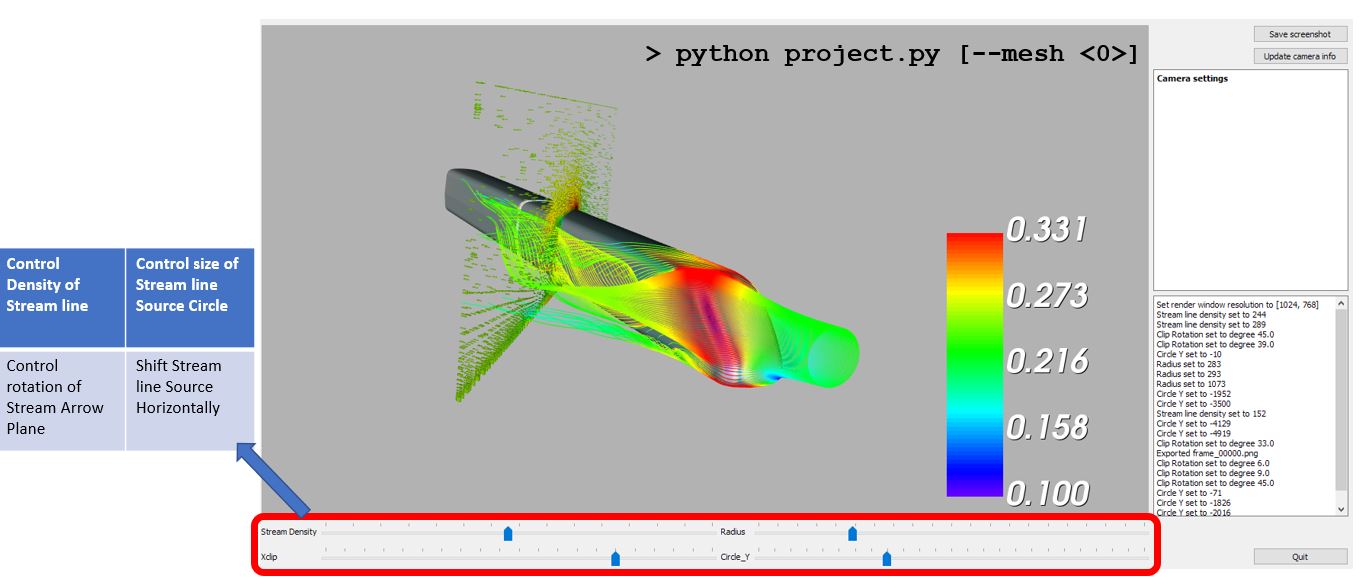 > python project.py [--mesh <0>]
Save screenshot
Update camera info
Camera settings
Control
Density of
Stream line
Control size of
Stream line
Source Circle
Control
rotation of
Stream Arrow
Plane
Shift Stream
line Source
Horizontally
0.331
0.273
0.216
0.158
0.100
Set render window resolution to [1024, 768]
Stream line density set to 244
Stream line density set to 289
Clip Rotation set to degree 45.0
Clip Rotation set to degree 39.0
Circle Y set to -10
Radius set to 283
Radius set to 293
Radius set to 1073
Circle Y set to -1952
Circle Y set to -3500
Stream line density set to 152
Circle Y set to -4129
Circle Y set to -4919
Clip Rotation set to degree 33.0
Exported frame_00000.png
Clip Rotation set to degree 6.0
Clip Rotation set to degree 9.0
Clip Rotation set to degree 45.0
Circle Y set to -71
Circle Y set to -1826
Circle Y set to -2016
Stream Density
Radius
Xclip
Circle_Y
Quit